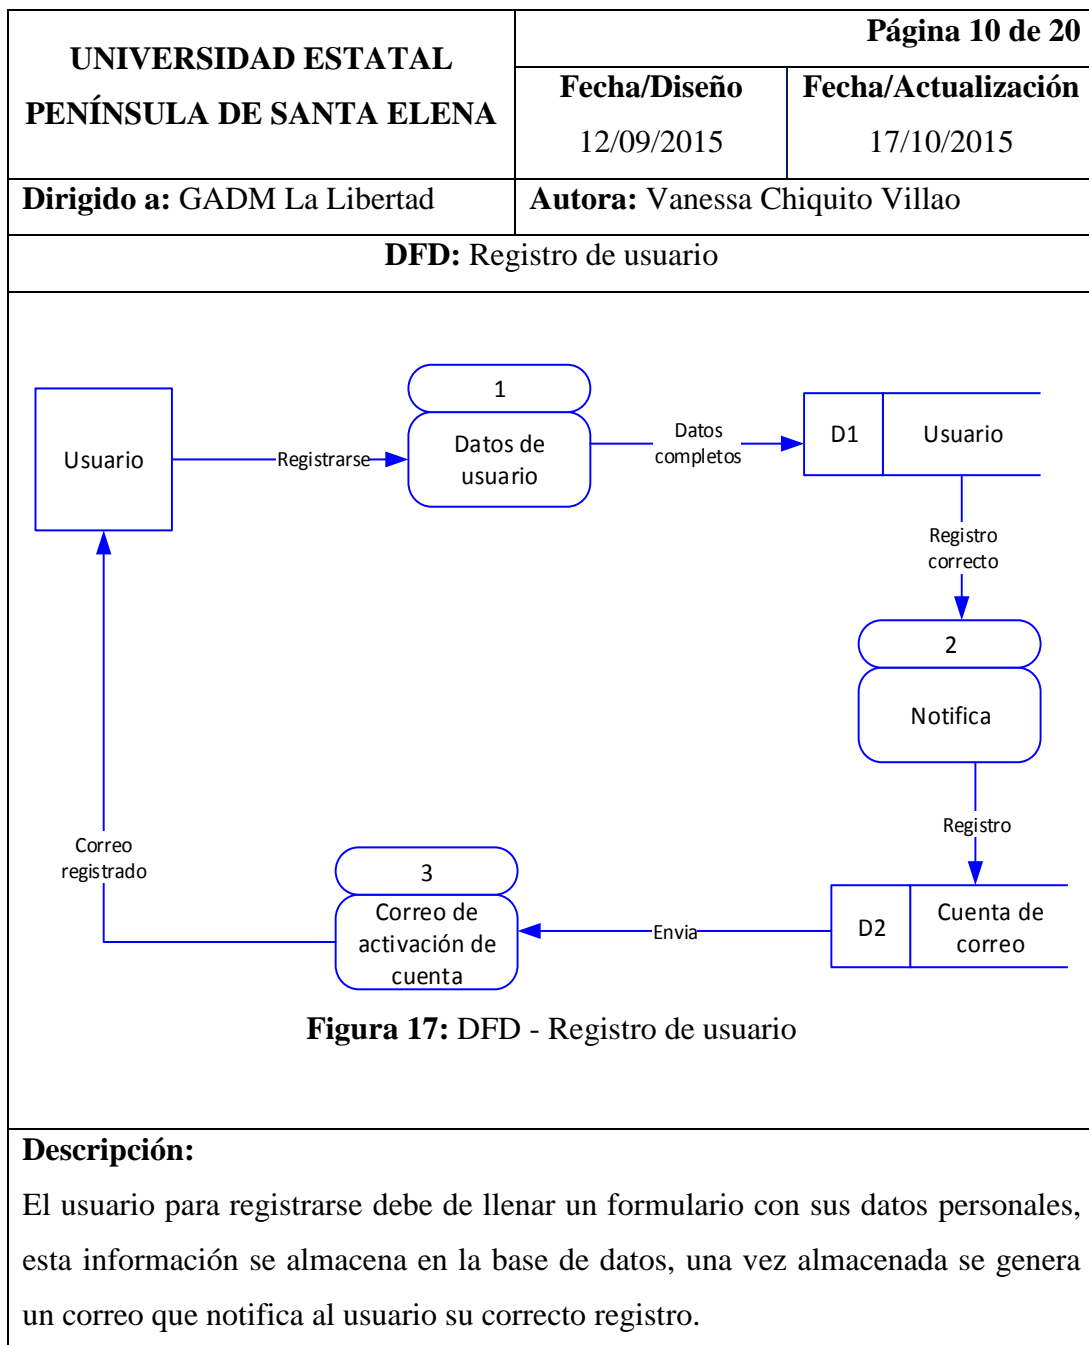 UNIVERSIDAD ESTATAL
PENÍNSULA DE SANTA ELENA
Página 10 de 20
Fecha/Diseño
12/09/2015
Fecha/Actualización
17/10/2015
Dirigido a: GADM La Libertad
Autora: Vanessa Chiquito Villao
DFD: Registro de usuario
Usuario
Registrarse
1
Datos de
usuario
Datos
completos
D1
Usuario
Registro
correcto
2
Notifica
Registro
D2
Cuenta de
correo
Envia
3
Correo de
activación de
cuenta
Correo
registrado
Figura 17: DFD - Registro de usuario
Descripción:
El usuario para registrarse debe de llenar un formulario con sus datos personales,
esta información se almacena en la base de datos, una vez almacenada se genera
un correo que notifica al usuario su correcto registro.